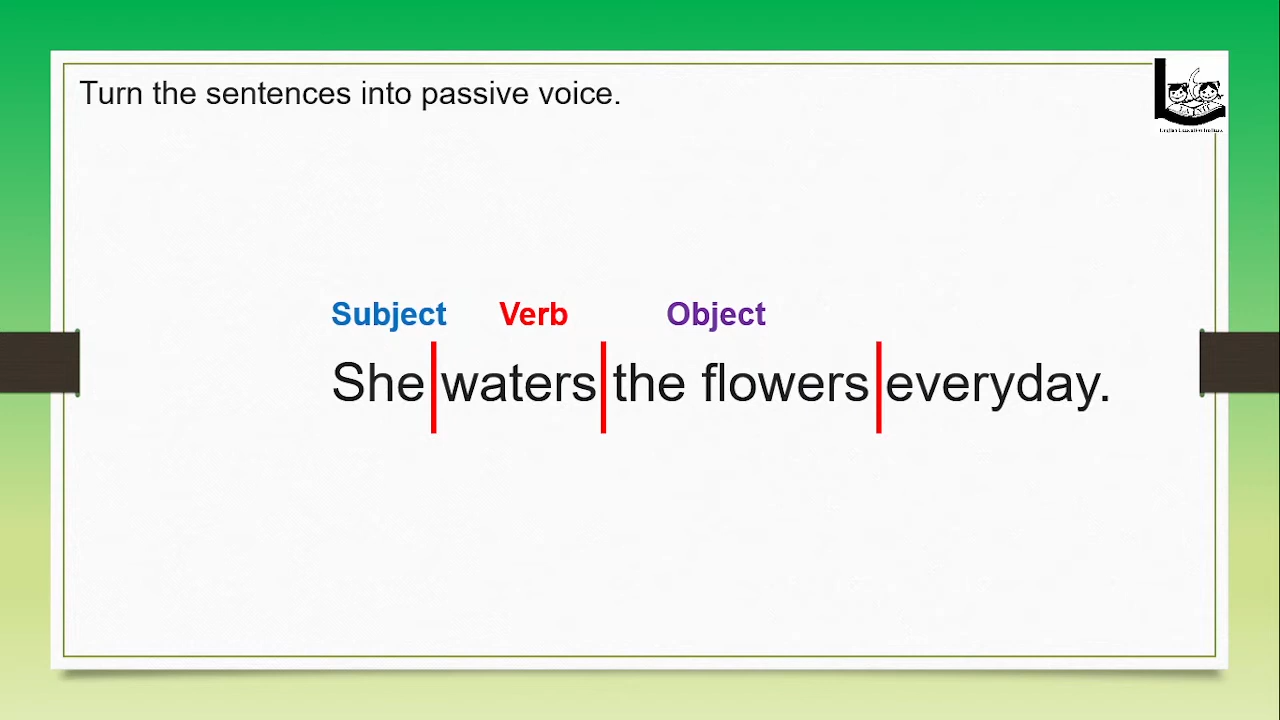 Turn the sentences into passive voice.
Subject Verb Object
She waters the flowers everyday.